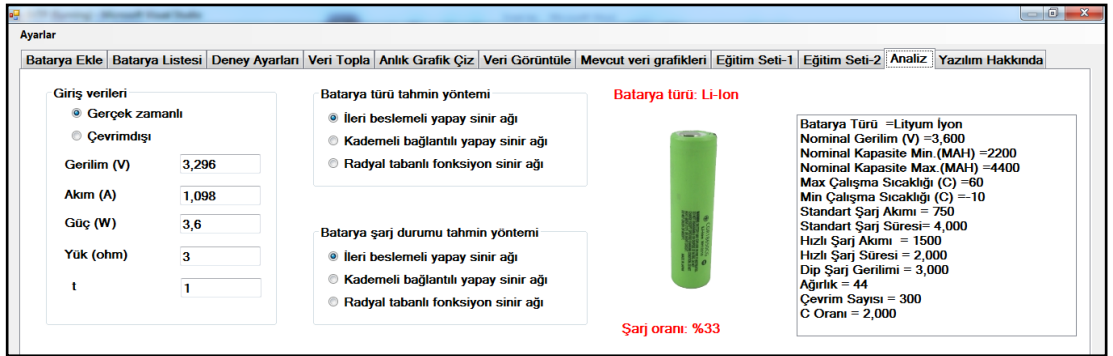 Ayarlar
Batarya Ekle Batarya Listesi Deney Ayarları Veri Topla Anlık Grafik Çiz Veri Görüntüle Mevcut veri grafikleri Eğitim Seti-1 Eğitim Seti-2 Analiz Yazılım Hakkında
Giriş verileri
Gerçek zamanlı
Çevrimdışı
Gerilim (V) 3,296
Akım (A) 1,098
Güç (W) 3,6
Yük (ohm) 3
t 1
Batarya türü tahmin yöntemi
İleri beslemeli yapay sinir ağı
Kademeli bağlantılı yapay sinir ağı
Radyal tabanlı fonksiyon sinir ağı
Batarya şarj durumu tahmin yöntemi
İleri beslemeli yapay sinir ağı
Kademeli bağlantılı yapay sinir ağı
Radyal tabanlı fonksiyon sinir ağı
Batarya türü: Li-Ion
Şarj oranı: %33
Batarya Türü =Lityum İyon
Nominal Gerilim (V) =3,600
Nominal Kapasite Min.(MAH) =2200
Nominal Kapasite Max.(MAH) =4400
Max Çalışma Sıcaklığı (C) =60
Min Çalışma Sıcaklığı (C) =-10
Standart Şarj Akımı = 750
Standart Şarj Süresi= 4,000
Hızlı Şarj Akımı = 1500
Hızlı Şarj Süresi = 2,000
Dip Şarj Gerilimi = 3,000
Ağırlık = 44
Çevrim Sayısı = 300
C Oranı = 2,000